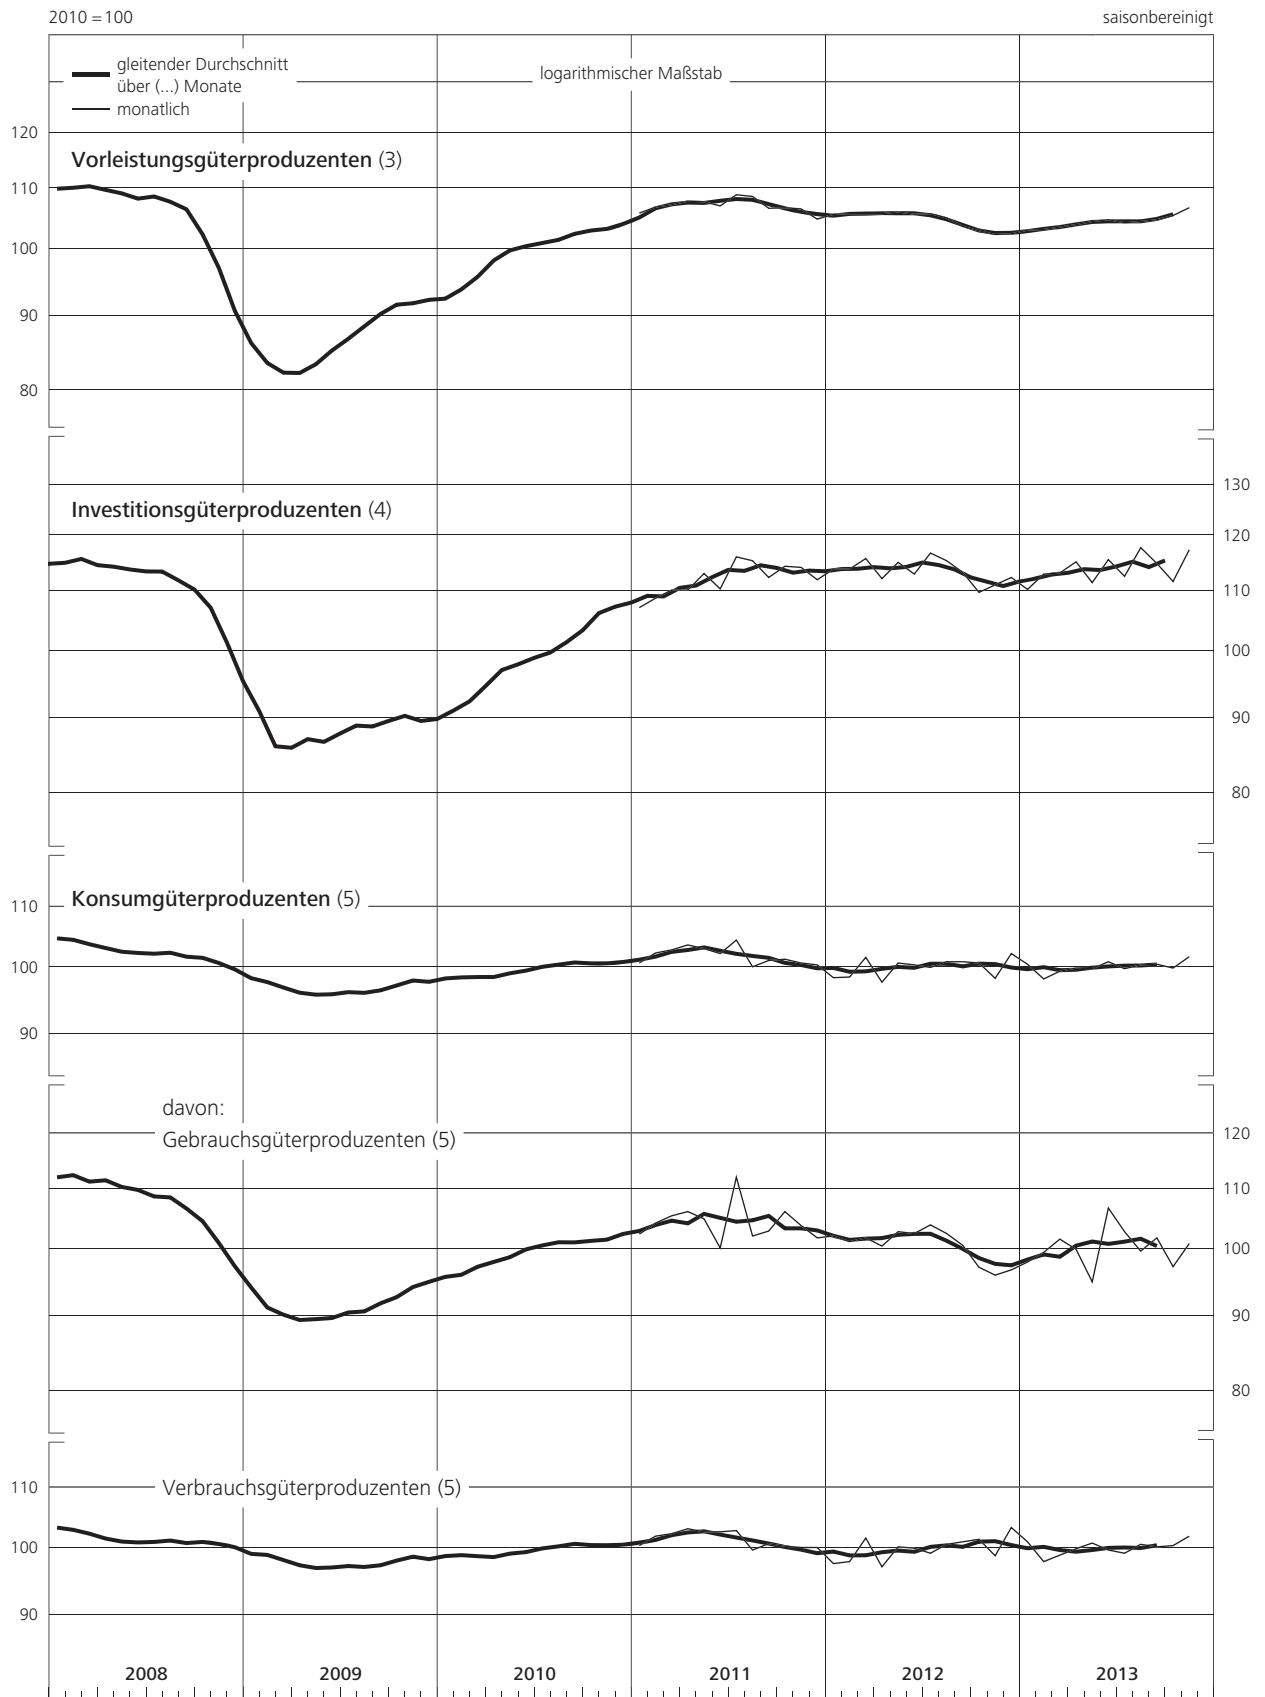 2010 = 100
saisonbereinigt
gleitender Durchschnitt
über (...) Monate
monatlich
logarithmischer Maßstab
120
Vorleistungsgüterproduzenten (3)
110
100
90
80
130
Investitionsgüterproduzenten (4)
120
110
100
90
80
Konsumgüterproduzenten (5)
110
100
90
davon:
Gebrauchsgüterproduzenten (5)
120
110
100
90
80
110
Verbrauchsgüterproduzenten (5)
100
90
2008 2009 2010 2011 2012 2013